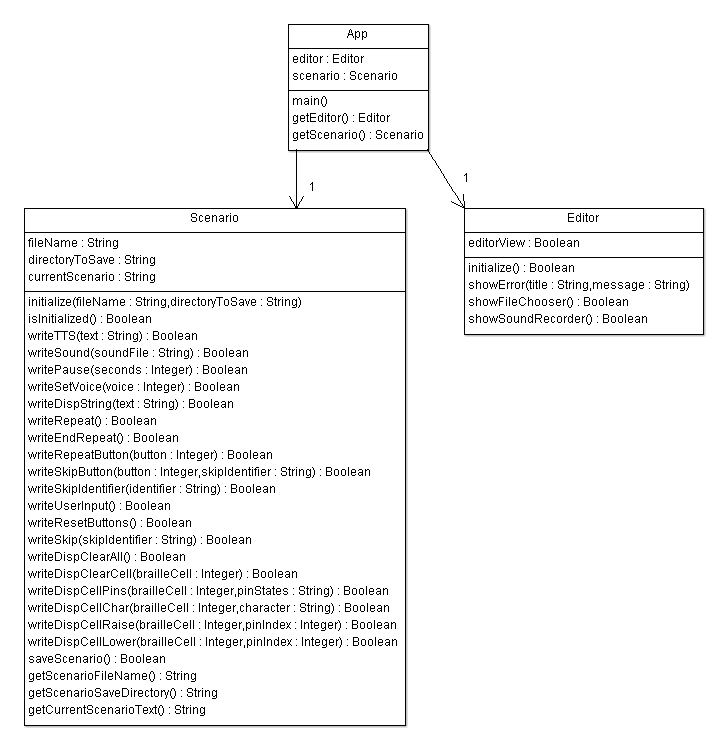 App
editor : Editor
scenario : Scenario
main()
getEditor() : Editor
getScenario() : Scenario
1
1
Scenario
fileName : String
directoryToSave : String
currentScenario : String
initialize(fileName : String,directoryToSave : String)
isInitialized() : Boolean
writeTTS(text : String) : Boolean
writeSound(soundFile : String) : Boolean
writePause(seconds : Integer) : Boolean
writeSetVoice(voice : Integer) : Boolean
writeDispString(text : String) : Boolean
writeRepeat() : Boolean
writeEndRepeat() : Boolean
writeRepeatButton(button : Integer) : Boolean
writeSkipButton(button : Integer,skipIdentifier : String) : Boolean
writeSkipIdentifier(identifier : String) : Boolean
writeUserInput() : Boolean
writeResetButtons() : Boolean
writeSkip(skipIdentifier : String) : Boolean
writeDispClearAll() : Boolean
writeDispClearCell(brailleCell : Integer) : Boolean
writeDispCellPins(brailleCell : Integer,pinStates : String) : Boolean
writeDispCellChar(brailleCell : Integer,character : String) : Boolean
writeDispCellRaise(brailleCell : Integer,pinIndex : Integer) : Boolean
writeDispCellLower(brailleCell : Integer,pinIndex : Integer) : Boolean
saveScenario() : Boolean
getScenarioFileName() : String
getScenarioSaveDirectory() : String
getCurrentScenarioText() : String
Editor
editorView : Boolean
initialize() : Boolean
showError(title : String,message : String)
showFileChooser() : Boolean
showSoundRecorder() : Boolean